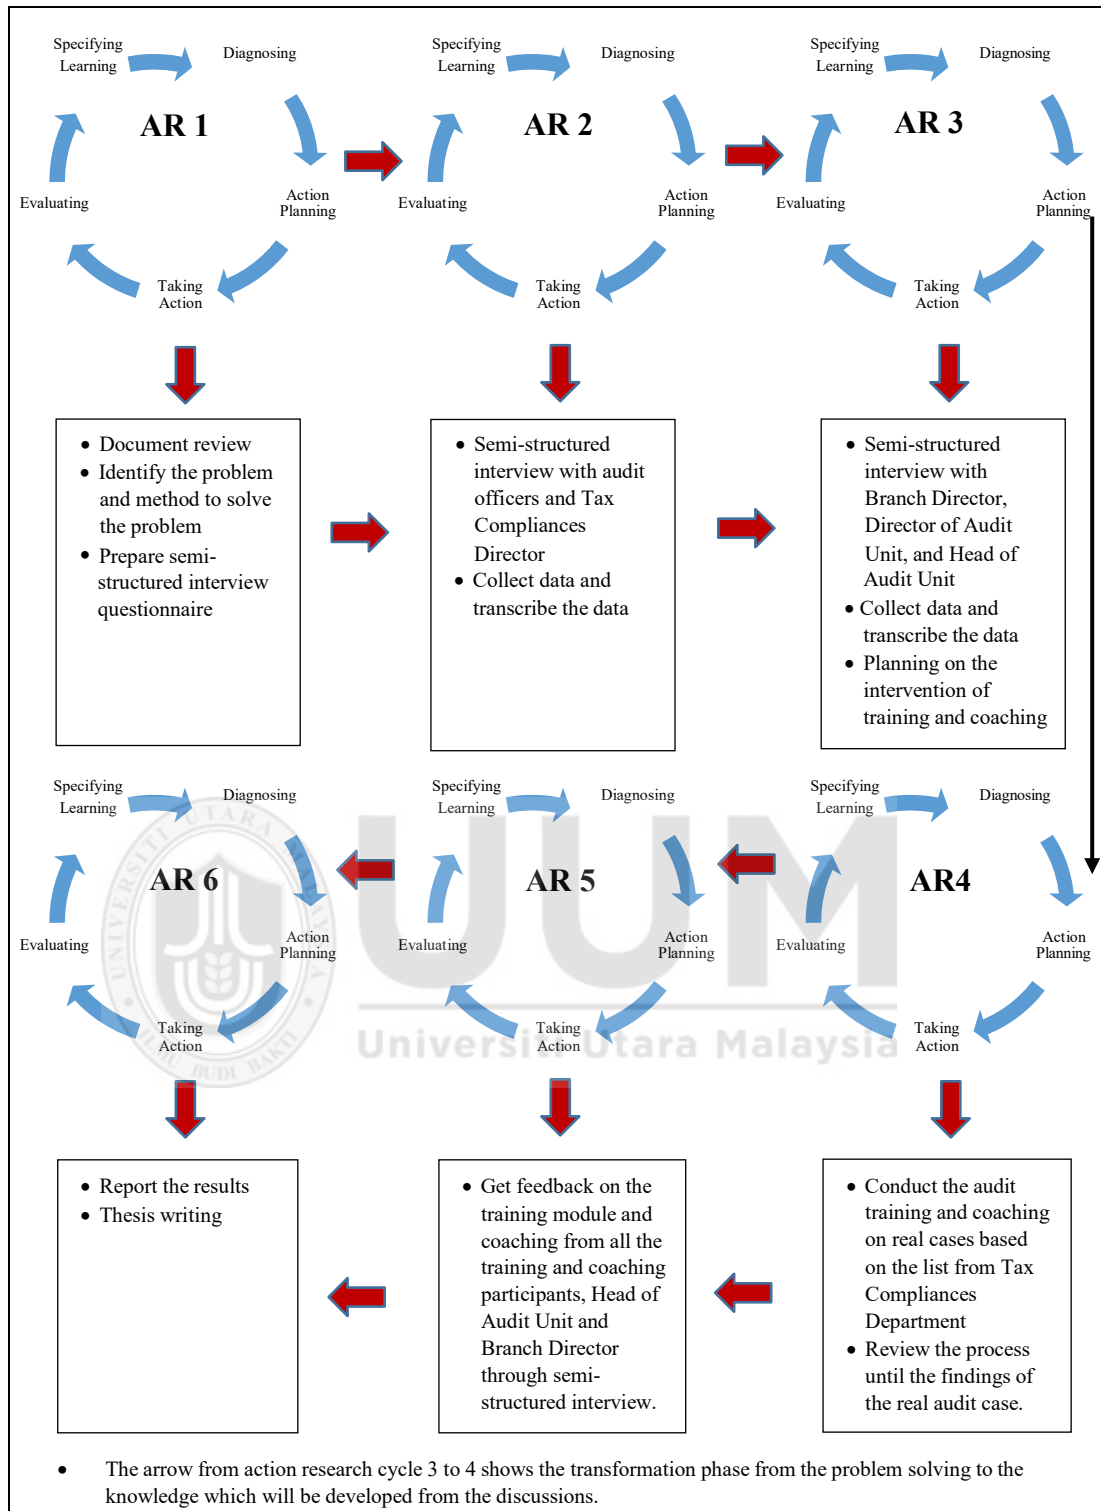 Specifying
Learning
Diagnosing
AR 1
Evaluating
Action
Planning
Taking
Action
Specifying
Learning
Diagnosing
AR 2
Evaluating
Action
Planning
Taking
Action
Specifying
Learning
Diagnosing
AR 3
Evaluating
Action
Planning
Taking
Action
• Document review
• Identify the problem
and method to solve
the problem
• Prepare semi-
structured interview
questionnaire
• Semi-structured
interview with audit
officers and Tax
Compliances
Director
• Collect data and
transcribe the data
• Semi-structured
interview with
Branch Director,
Director of Audit
Unit, and Head of
Audit Unit
• Collect data and
transcribe the data
• Planning on the
intervention of
training and coaching
Specifying
Learning
Diagnosing
AR 6
Evaluating
Action
Planning
Taking
Action
Specifying
Learning
Diagnosing
AR 5
Evaluating
Action
Planning
Taking
Action
Specifying
Learning
Diagnosing
AR4
Evaluating
Action
Planning
Taking
Action
UNIVERSITI UTARA MALAYSIA
ILMU BUDI BAKTI
UUM
Universiti Utara Malaysia
• Report the results
• Thesis writing
• Get feedback on the
training module and
coaching from all the
training and coaching
participants, Head of
Audit Unit and
Branch Director
through semi-
structured interview.
• Conduct the audit
training and coaching
on real cases based
on the list from Tax
Compliances
Department
• Review the process
until the findings of
the real audit case.
• The arrow from action research cycle 3 to 4 shows the transformation phase from the problem solving to the
knowledge which will be developed from the discussions.